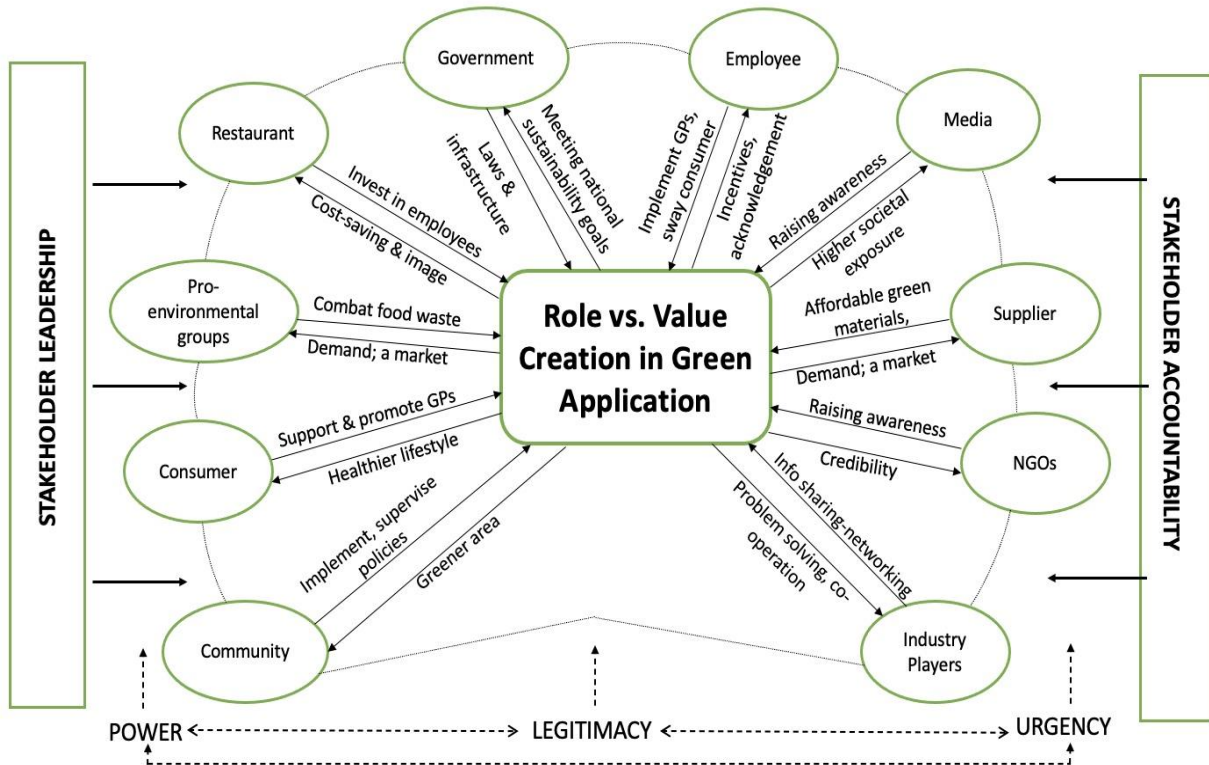 Government
Employee
Media
Restaurant
Pro-
environmental
groups
Consumer
Community
Supplier
NGOs
Industry
Players
STAKEHOLDER LEADERSHIP
STAKEHOLDER ACCOUNTABILITY
Role vs. Value
Creation in Green
Application
Invest in employees
Cost-saving & image
Laws &
infrastructure
Meeting national
sustainability goals
Implement GPs,
sway consumer
Incentives,
acknowledgement
Raising awareness
Higher societal
exposure
Combat food waste
Demand; a market
Affordable green
materials,
Demand; a market
Support & promote GPs
Healthier lifestyle
Raising awareness
Credibility
Implement, supervise
policies
Greener area
Info sharing-networking
Problem solving, co-
operation
POWER
LEGITIMACY
URGENCY